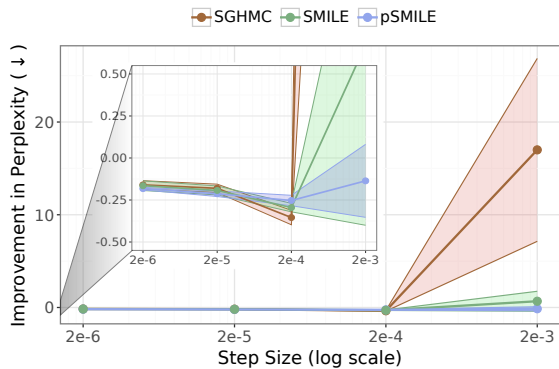 SGHMC SMILE pSMILE
Improvement in Perplexity (↓)
20
10
0
0.50
0.25
0.00
-0.25
-0.50
2e-6 2e-5 2e-4 2e-3
2e-6 2e-5 2e-4 2e-3
Step Size (log scale)